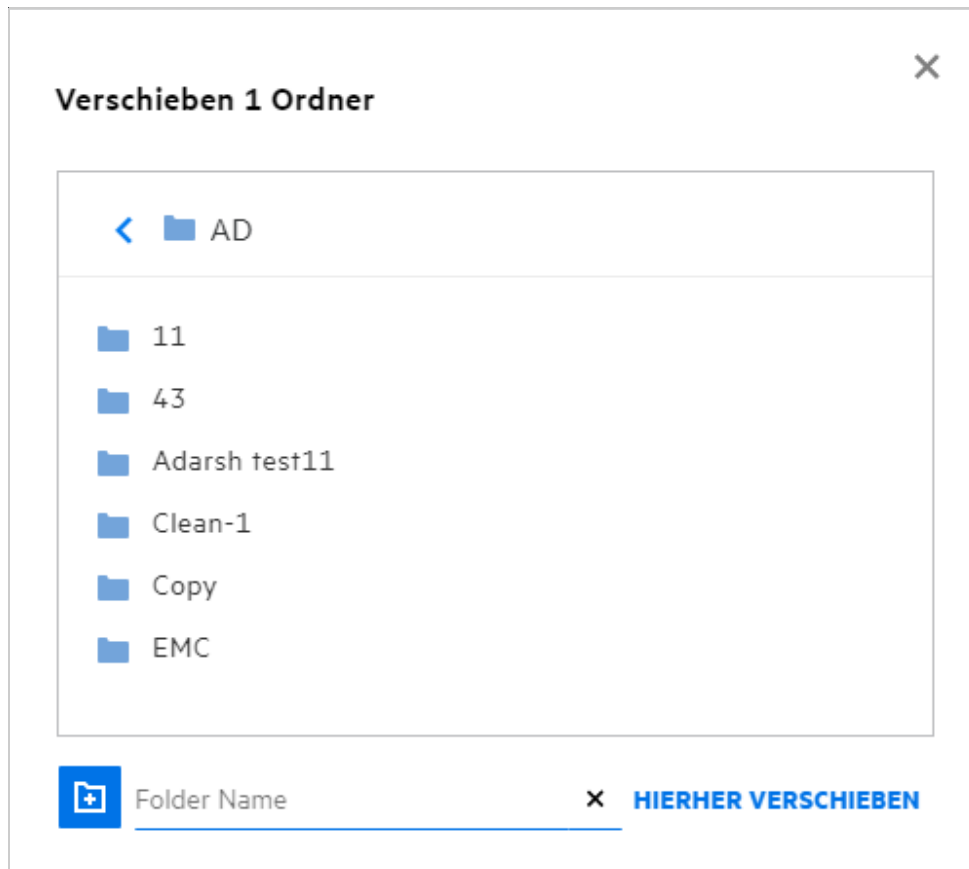 Verschieben 1 Ordner
AD
11
43
Adarsh test11
Clean-1
Copy
EMC
Folder Name
HIERHER VERSCHIEBEN